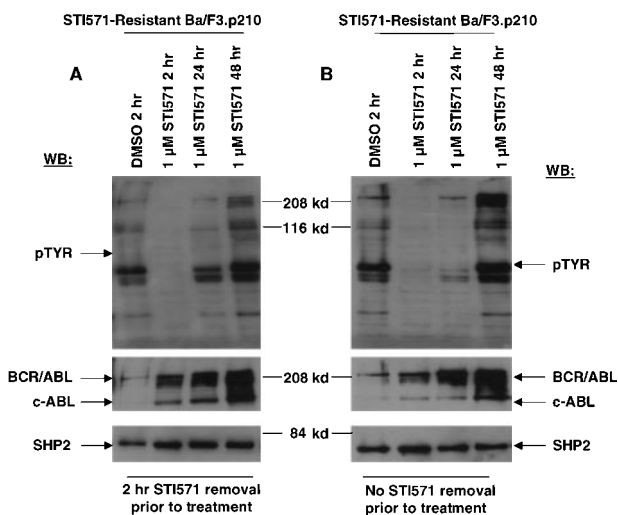 STI571-Resistant Ba/F3.p210
STI571-Resistant Ba/F3.p210
A
B
DMSO 2 hr
1 µM STI571 2 hr
1 µM STI571 24 hr
1 µM STI571 48 hr
DMSO 2 hr
1 µM STI571 2 hr
1 µM STI571 24 hr
1 µM STI571 48 hr
WB:
WB:
208 kd
116 kd
pTYR
pTYR
BCR/ABL
208 kd
BCR/ABL
c-ABL
c-ABL
84 kd
SHP2
SHP2
2 hr STI571 removal
prior to treatment
No STI571 removal
prior to treatment